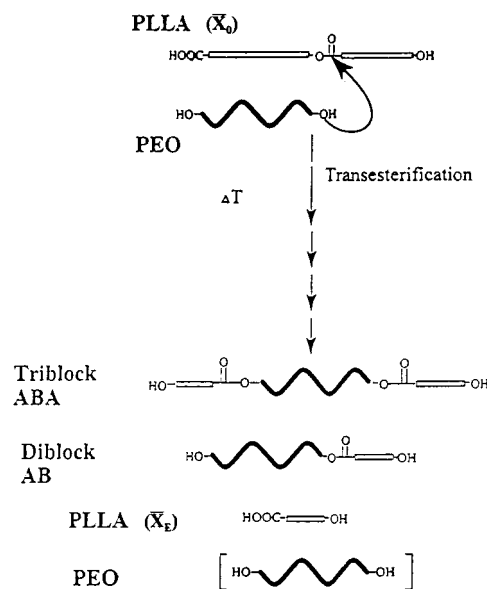 PLLA (X̄₀)
HOOC O O C OH
HO OH
PEO
ΔT Transesterification
Triblock ABA
HO O C O O O C OH
Diblock AB
HO O O C OH
PLLA (X̄_E) HOOC OH
PEO [HO OH]